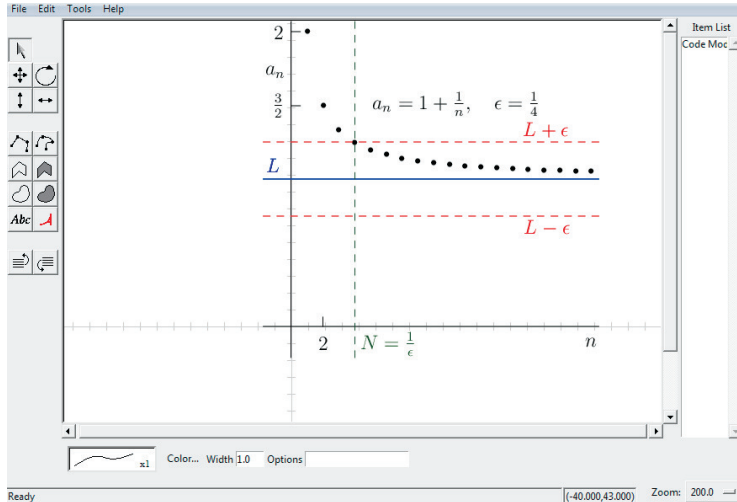 File Edit Tools Help
Item List
Code Moc
2
a_n
3/2
a_n = 1 + 1/n, ϵ = 1/4
L + ϵ
L
L − ϵ
2
N = 1/ϵ
n
Abc
x1
Color... Width 1.0 Options
Ready
(-40.000,43.000)
Zoom: 200.0